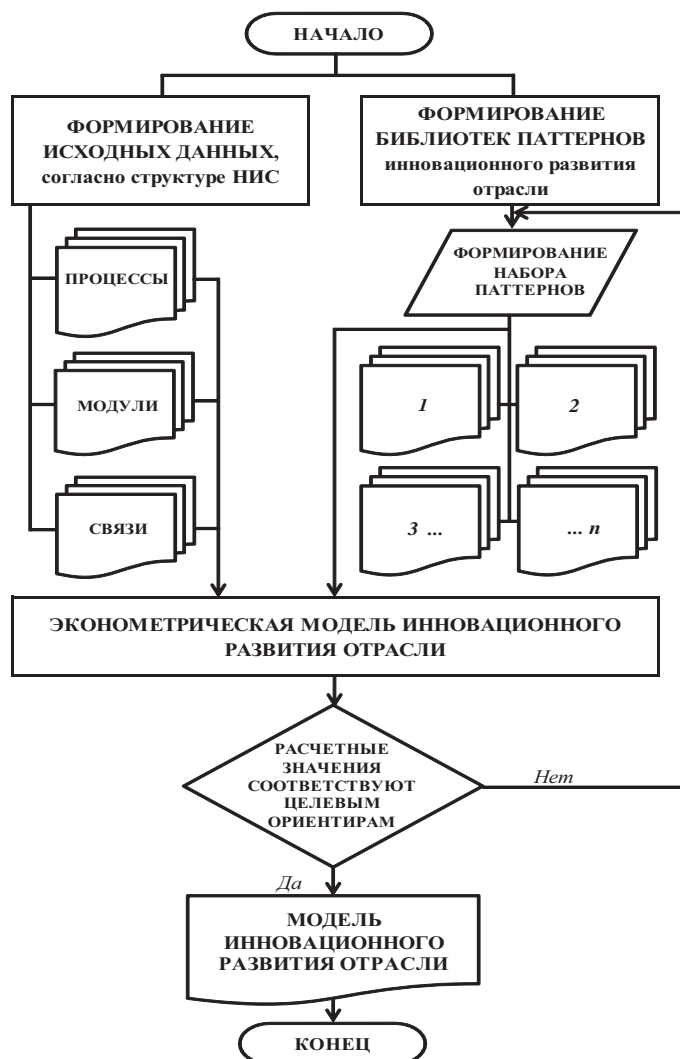 НАЧАЛО
ФОРМИРОВАНИЕ
ИСХОДНЫХ ДАННЫХ,
согласно структуре НИС
ФОРМИРОВАНИЕ
БИБЛИОТЕК ПАТТЕРНОВ
инновационного развития
отрасли
ПРОЦЕССЫ
МОДУЛИ
СВЯЗИ
ФОРМИРОВАНИЕ
НАБОРА
ПАТТЕРНОВ
1
2
3 ...
... n
ЭКОНОМЕТРИЧЕСКАЯ МОДЕЛЬ ИННОВАЦИОННОГО
РАЗВИТИЯ ОТРАСЛИ
РАСЧЕТНЫЕ
ЗНАЧЕНИЯ
СООТВЕТСТВУЮТ
ЦЕЛЕВЫМ
ОРИЕНТИРАМ
Нет
Да
МОДЕЛЬ
ИННОВАЦИОННОГО
РАЗВИТИЯ ОТРАСЛИ
КОНЕЦ